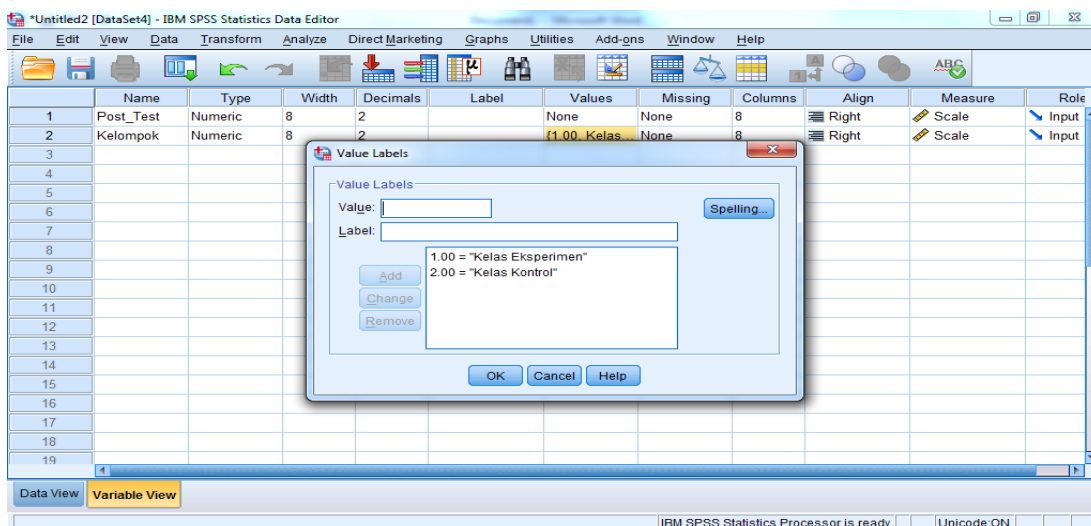 *Untitled2 [DataSet4] - IBM SPSS Statistics Data Editor
File Edit View Data Transform Analyze Direct Marketing Graphs Utilities Add-ons Window Help
Name Type Width Decimals Label Values Missing Columns Align Measure Role
1 Post_Test Numeric 8 2 None None 8 Right Scale Input
2 Kelompok Numeric 8 2 {1.00, Kelas... None 8 Right Scale Input
3
Value Labels
4
5
Value Labels
6
Value: Spelling...
7
Label:
8
1.00 = "Kelas Eksperimen"
9
2.00 = "Kelas Kontrol"
Add
10
Change
11
Remove
12
13
14
OK Cancel Help
15
16
17
18
19
Data View Variable View
IBM SPSS Statistics Processor is ready Unicode:ON